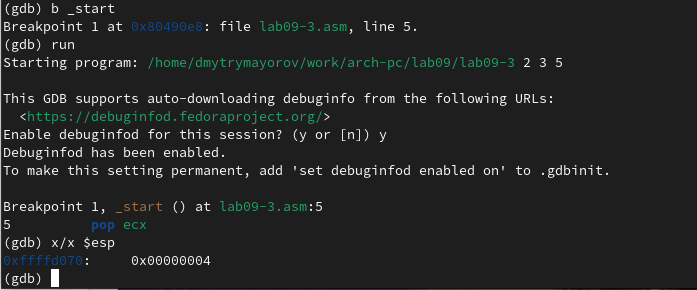 (gdb) b _start
Breakpoint 1 at 0x80490e8: file lab09-3.asm, line 5.
(gdb) run
Starting program: /home/dmytrymayorov/work/arch-pc/lab09/lab09-3 2 3 5
This GDB supports auto-downloading debuginfo from the following URLs:
<https://debuginfod.fedoraproject.org/>
Enable debuginfod for this session? (y or [n]) y
Debuginfod has been enabled.
To make this setting permanent, add 'set debuginfod enabled on' to .gdbinit.
Breakpoint 1, _start () at lab09-3.asm:5
5 pop ecx
(gdb) x/x $esp
0xffffd070: 0x00000004
(gdb)